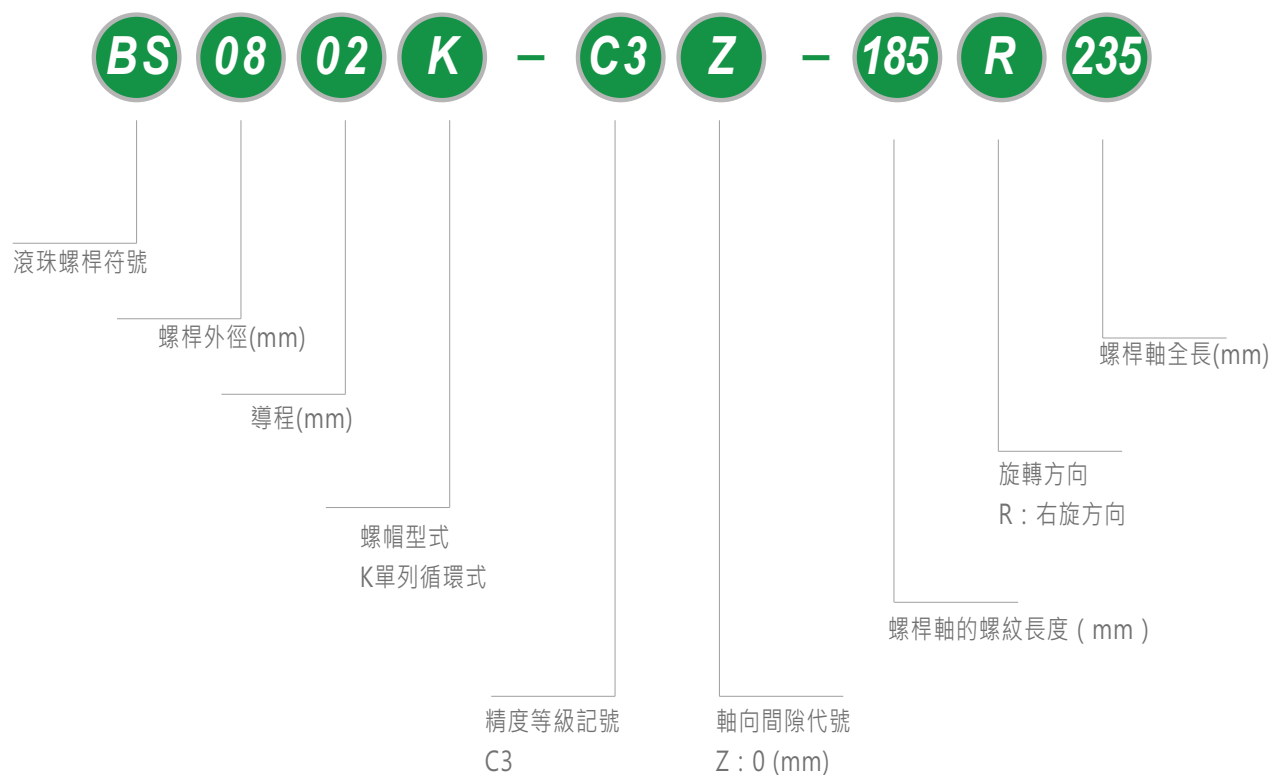 BS 08 02 K - C3 Z - 185 R 235
滾珠螺桿符號
螺桿外徑(mm)
螺桿軸全長(mm)
導程(mm)
旋轉方向
R：右旋方向
螺帽型式
K單列循環式
螺桿軸的螺紋長度（mm）
精度等級記號
C3
軸向間隙代號
Z：0 (mm)